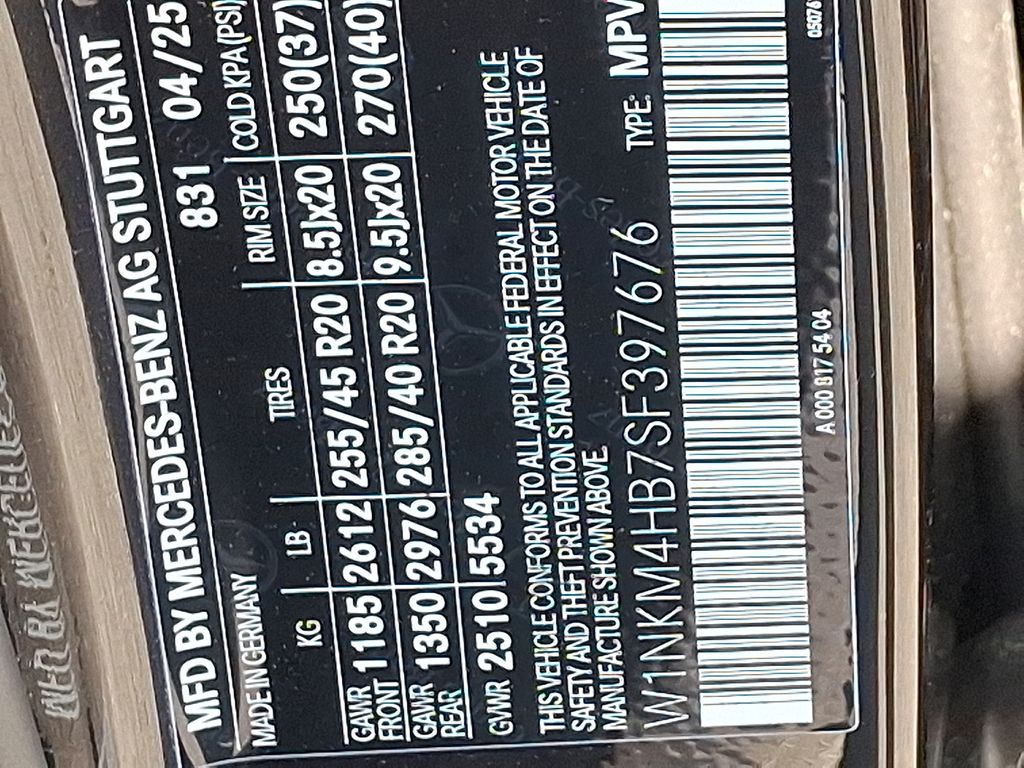 MFD BY MERCEDES-BENZ AG STUTTGART
MADE IN GERMANY 831 04/25
KG LB TIRES RIM SIZE COLD KPA(PSI)
GAWR FRONT 1185 2612 255/45 R20 8.5Jx20 250(37)
GAWR REAR 1350 2976 285/40 R20 9.5Jx20 270(40)
GVWR 2510 5534
THIS VEHICLE CONFORMS TO ALL APPLICABLE FEDERAL MOTOR VEHICLE
SAFETY AND THEFT PREVENTION STANDARDS IN EFFECT ON THE DATE OF
MANUFACTURE SHOWN ABOVE.
W1NKM4HB7SF397676 TYPE: MPV
A 000 817 54 04